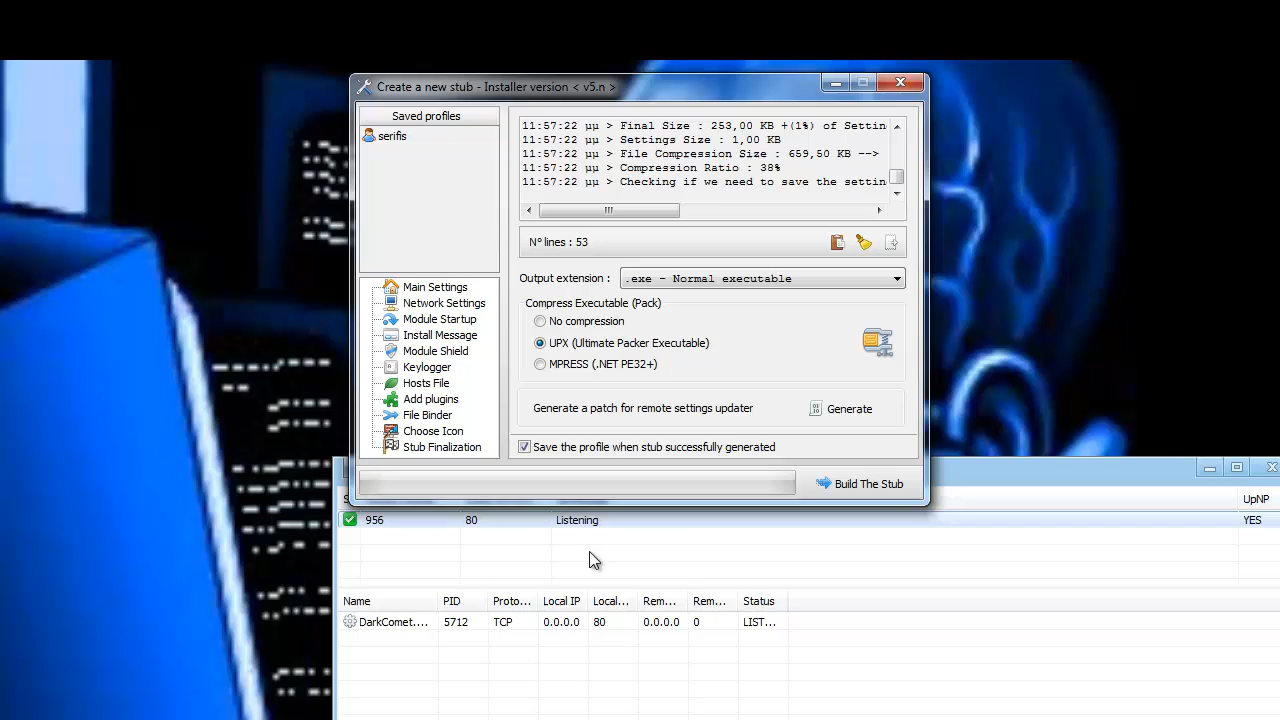 Create a new stub - Installer version < v5.n >
Saved profiles
serifis
11:57:22 μμ > Final Size : 253,00 KB +(1%) of Settin
11:57:22 μμ > Settings Size : 1,00 KB
11:57:22 μμ > File Compression Size : 659,50 KB -->
11:57:22 μμ > Compression Ratio : 38%
11:57:22 μμ > Checking if we need to save the settin
N° lines : 53
Output extension :
.exe - Normal executable
Compress Executable (Pack)
No compression
UPX (Ultimate Packer Executable)
MPRESS (.NET PE32+)
Generate a patch for remote settings updater
Generate
Save the profile when stub successfully generated
Build The Stub
Main Settings
Network Settings
Module Startup
Install Message
Module Shield
Keylogger
Hosts File
Add plugins
File Binder
Choose Icon
Stub Finalization
UpNP
956 80 Listening YES
Name PID Proto... Local IP Local... Rem... Rem... Status
DarkComet.... 5712 TCP 0.0.0.0 80 0.0.0.0 0 LIST...